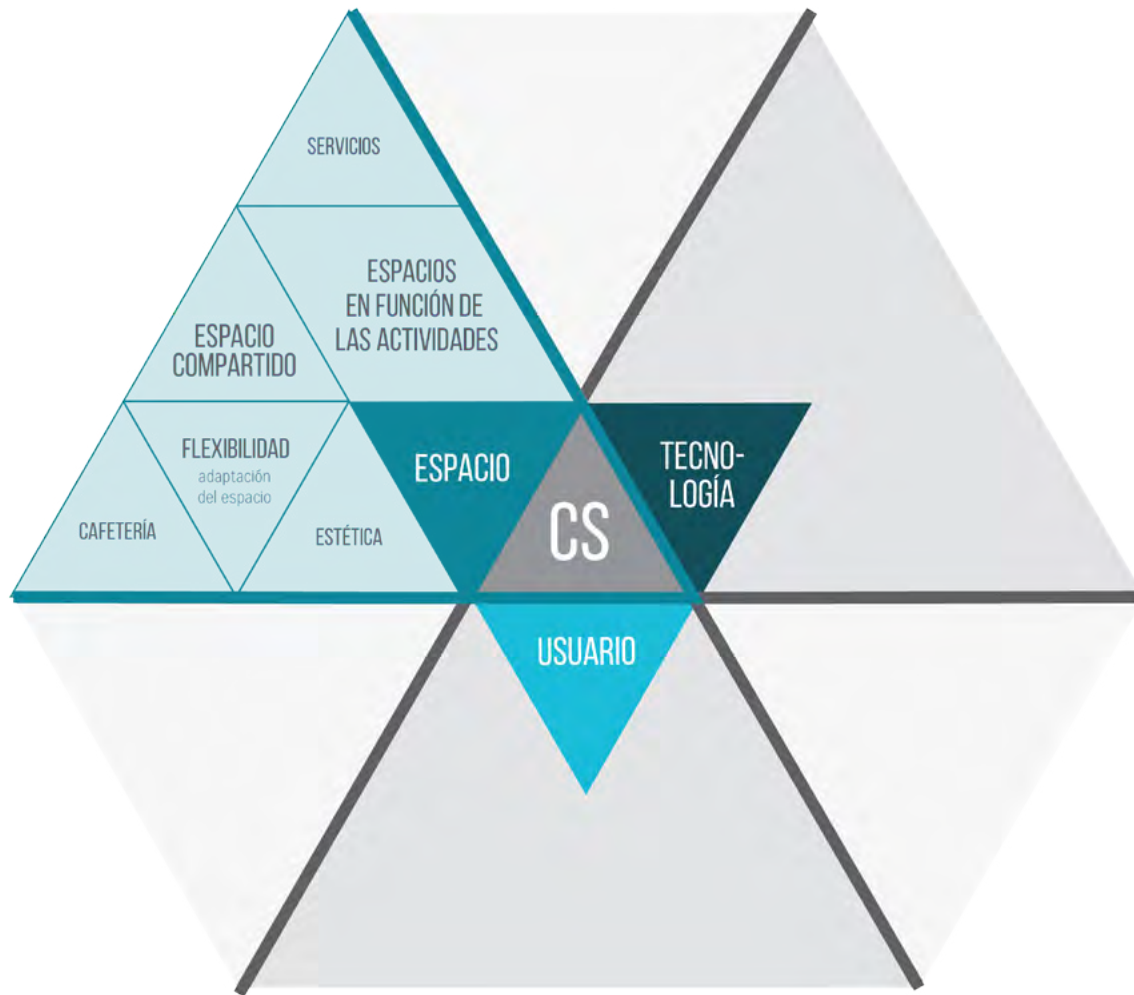 SERVICIOS
ESPACIOS
EN FUNCIÓN DE
LAS ACTIVIDADES
ESPACIO
COMPARTIDO
FLEXIBILIDAD
adaptación
del espacio
CAFETERÍA
ESTÉTICA
ESPACIO
CS
TECNO-
LOGÍA
USUARIO